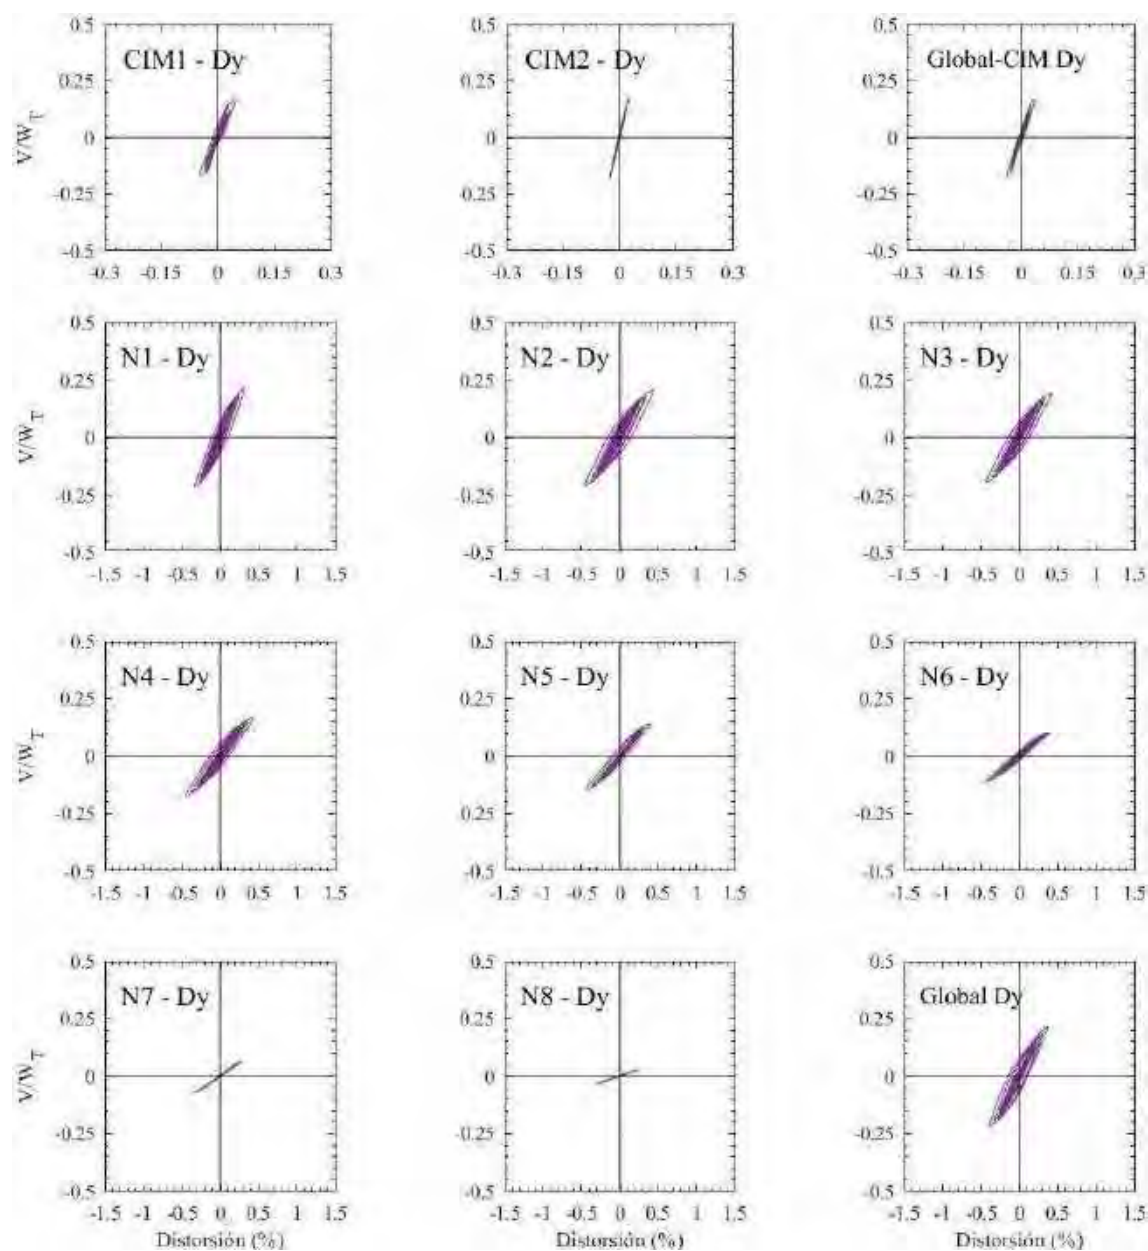 0.5 0.5 0.5
CIM1 - Dy CIM2 - Dy Global-CIM Dy
0.25 0.25 0.25
V/W_T 0 0 0
-0.25 -0.25 -0.25
-0.5 -0.5 -0.5
-0.3 -0.15 0 0.15 0.3 -0.3 -0.15 0 0.15 0.3 -0.3 -0.15 0 0.15 0.3
0.5 0.5 0.5
N1 - Dy N2 - Dy N3 - Dy
0.25 0.25 0.25
V/W_T 0 0 0
-0.25 -0.25 -0.25
-0.5 -0.5 -0.5
-1.5 -1 -0.5 0 0.5 1 1.5 -1.5 -1 -0.5 0 0.5 1 1.5 -1.5 -1 -0.5 0 0.5 1 1.5
0.5 0.5 0.5
N4 - Dy N5 - Dy N6 - Dy
0.25 0.25 0.25
V/W_T 0 0 0
-0.25 -0.25 -0.25
-0.5 -0.5 -0.5
-1.5 -1 -0.5 0 0.5 1 1.5 -1.5 -1 -0.5 0 0.5 1 1.5 -1.5 -1 -0.5 0 0.5 1 1.5
0.5 0.5 0.5
N7 - Dy N8 - Dy Global Dy
0.25 0.25 0.25
V/W_T 0 0 0
-0.25 -0.25 -0.25
-0.5 -0.5 -0.5
-1.5 -1 -0.5 0 0.5 1 1.5 -1.5 -1 -0.5 0 0.5 1 1.5 -1.5 -1 -0.5 0 0.5 1 1.5
Distorsión (%) Distorsión (%) Distorsión (%)